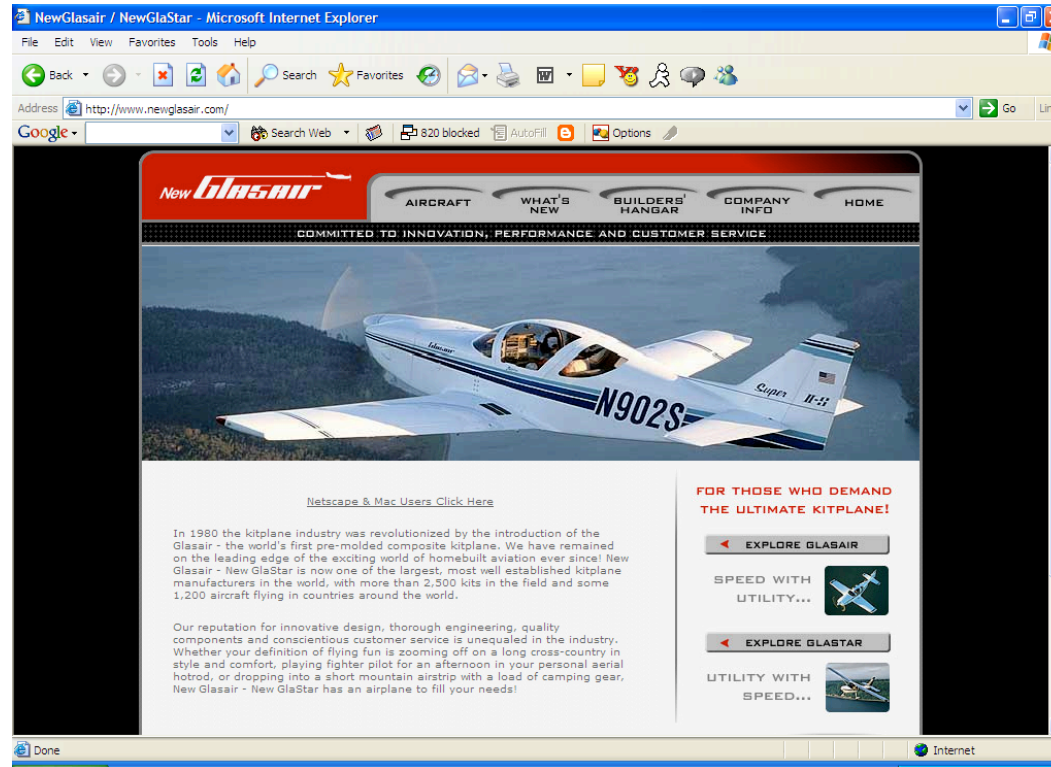 NewGlasair / NewGlaStar - Microsoft Internet Explorer
File Edit View Favorites Tools Help
Back Search Favorites
Address http://www.newglasair.com/ Go
Google Search Web 820 blocked AutoFill Options
New Glasair
AIRCRAFT WHAT'S NEW BUILDERS' HANGAR COMPANY INFO HOME
COMMITTED TO INNOVATION, PERFORMANCE AND CUSTOMER SERVICE
Glasair
Super II-S
N902S
Netscape & Mac Users Click Here
In 1980 the kitplane industry was revolutionized by the introduction of the
Glasair - the world's first pre-molded composite kitplane. We have remained
on the leading edge of the exciting world of homebuilt aviation ever since! New
Glasair - New GlaStar is now one of the largest, most well established kitplane
manufacturers in the world, with more than 2,500 kits in the field and some
1,200 aircraft flying in countries around the world.
Our reputation for innovative design, thorough engineering, quality
components and conscientious customer service is unequaled in the industry.
Whether your definition of flying fun is zooming off on a long cross-country in
style and comfort, playing fighter pilot for an afternoon in your personal aerial
hotrod, or dropping into a short mountain airstrip with a load of camping gear,
New Glasair - New GlaStar has an airplane to fill your needs!
FOR THOSE WHO DEMAND
THE ULTIMATE KITPLANE!
EXPLORE GLASAIR
SPEED WITH
UTILITY...
EXPLORE GLASTAR
UTILITY WITH
SPEED...
Done Internet